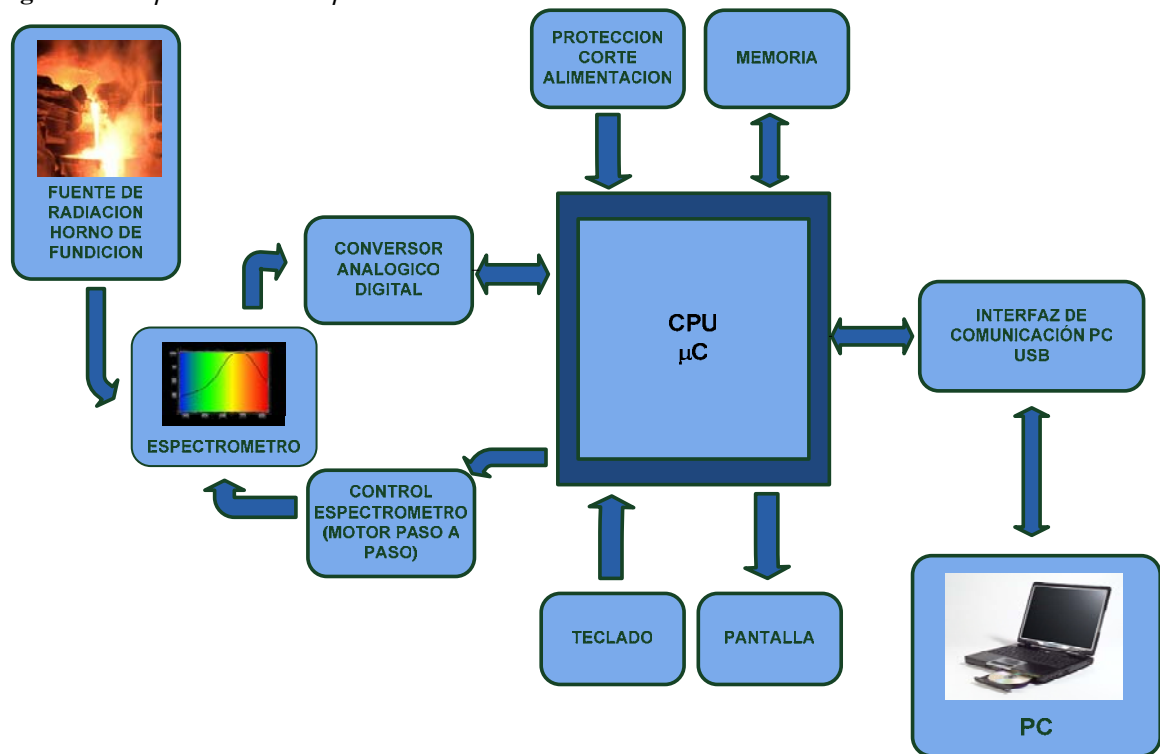 PROTECCION
CORTE
ALIMENTACION
MEMORIA
FUENTE DE
RADIACION
HORNO DE
FUNDICION
CONVERSOR
ANALOGICO
DIGITAL
CPU
µC
INTERFAZ DE
COMUNICACIÓN PC
USB
ESPECTROMETRO
CONTROL
ESPECTROMETRO
(MOTOR PASO A
PASO)
TECLADO
PANTALLA
PC